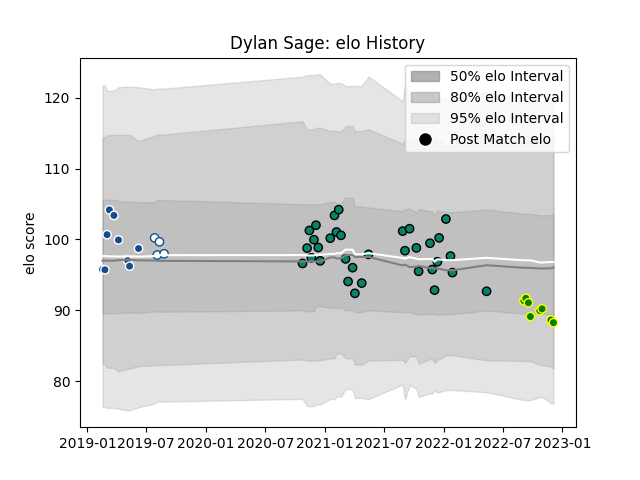 Dylan Sage: elo History
50% elo Interval
80% elo Interval
95% elo Interval
Post Match elo
elo score
120
110
100
90
80
2019-01 2019-07 2020-01 2020-07 2021-01 2021-07 2022-01 2022-07 2023-01